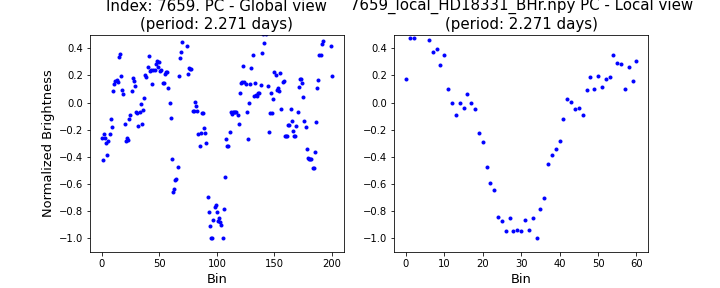 Index: 7659. PC - Global view
(period: 2.271 days)
7659_local_HD18331_BHr.npy PC - Local view
(period: 2.271 days)
Normalized Brightness
0.4
0.2
0.0
−0.2
−0.4
−0.6
−0.8
−1.0
0 50 100 150 200
Bin
0.4
0.2
0.0
−0.2
−0.4
−0.6
−0.8
−1.0
0 10 20 30 40 50 60
Bin